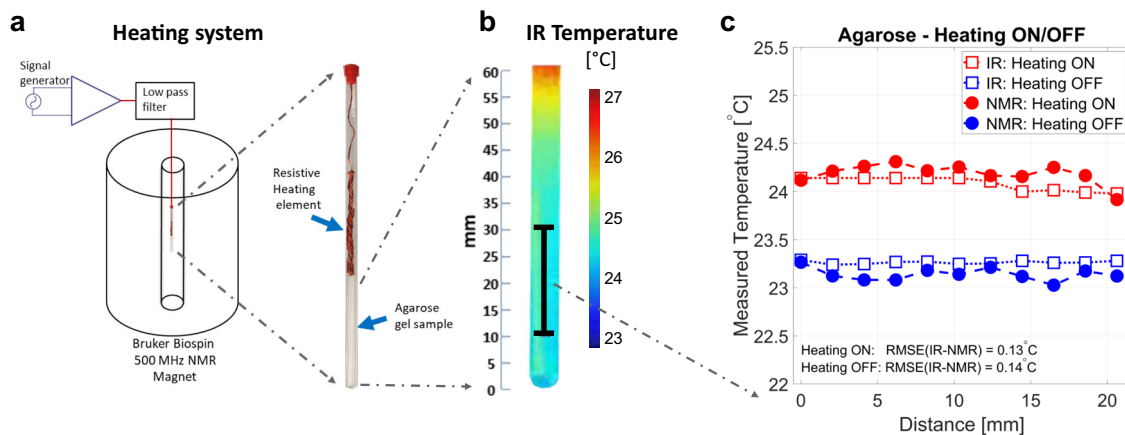 a
Heating system
Signal
generator
Low pass
filter
Resistive
Heating
element
Agarose
gel sample
Bruker Biospin
500 MHz NMR
Magnet
b
IR Temperature
[°C]
mm
60
55
50
45
40
35
30
25
20
15
10
5
0
27
26
25
24
23
c
Agarose - Heating ON/OFF
IR: Heating ON
IR: Heating OFF
NMR: Heating ON
NMR: Heating OFF
Measured Temperature [°C]
25.5
25
24.5
24
23.5
23
22.5
22
Heating ON: RMSE(IR-NMR) = 0.13°C
Heating OFF: RMSE(IR-NMR) = 0.14°C
0 5 10 15 20
Distance [mm]